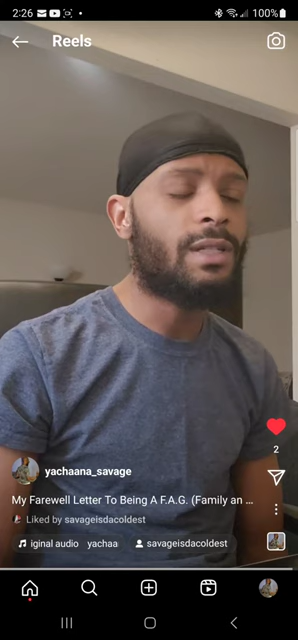 2:26
100%
Reels
2
yachaana_savage
My Farewell Letter To Being A F.A.G. (Family an ...
Liked by savageisdacoldest
iginal audio yachaa
savageisdacoldest